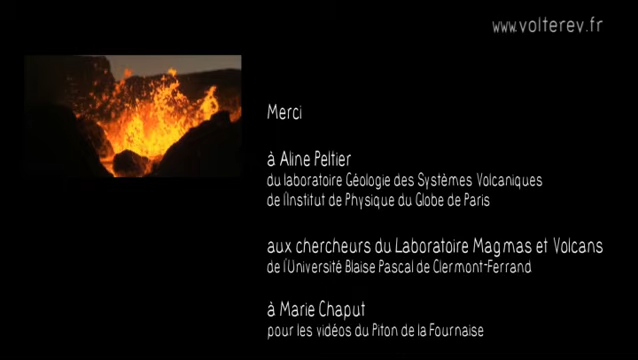 www.volterev.fr
Merci
à Aline Peltier
du laboratoire Géologie des Systèmes Volcaniques
de l'Institut de Physique du Globe de Paris
aux chercheurs du Laboratoire Magmas et Volcans
de l'Université Blaise Pascal de Clermont-Ferrand
à Marie Chaput
pour les vidéos du Piton de la Fournaise